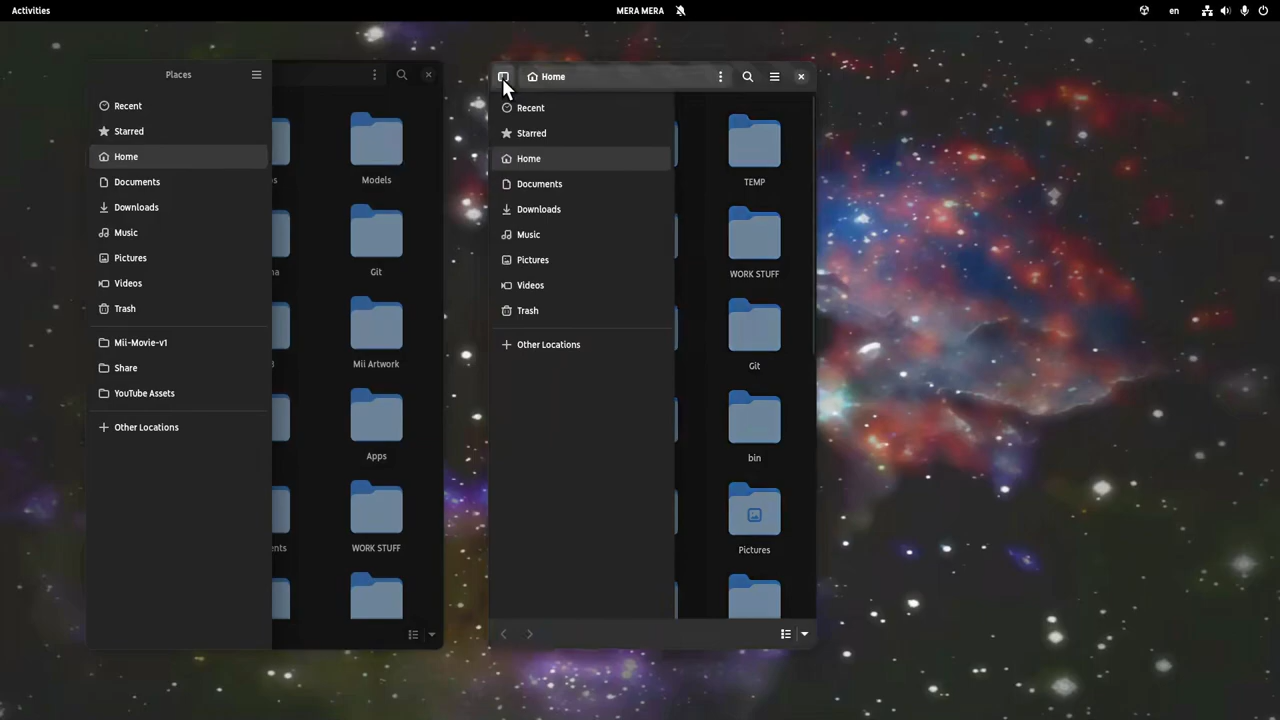 Activities
MERA MERA
en
Places
Recent
Starred
Home
Documents
Downloads
Music
Pictures
Videos
Trash
Mii-Movie-v1
Share
YouTube Assets
Other Locations
Models
Git
Mii Artwork
Apps
WORK STUFF
Home
Recent
Starred
Home
Documents
Downloads
Music
Pictures
Videos
Trash
Other Locations
TEMP
WORK STUFF
Git
bin
Pictures